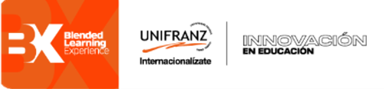 BX Blended
Learning
Experience
UNIFRANZ
Internacionalízate
INNOVACIÓN
EN EDUCACIÓN